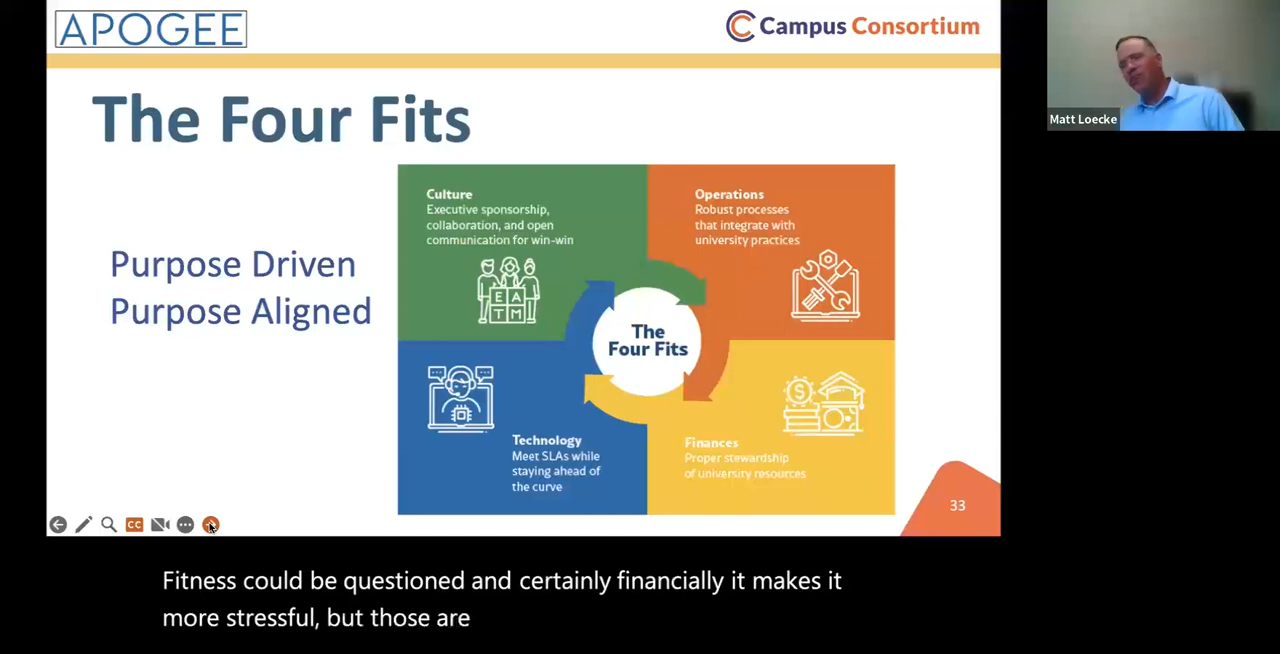 APOGEE
Campus Consortium
The Four Fits
Purpose Driven
Purpose Aligned
Culture
Executive sponsorship,
collaboration, and open
communication for win-win
E A
T M
Operations
Robust processes
that integrate with
university practices
The
Four Fits
Technology
Meet SLAs while
staying ahead of
the curve
$
Finances
Proper stewardship
of university resources
33
CC
Matt Loecke
Fitness could be questioned and certainly financially it makes it
more stressful, but those are